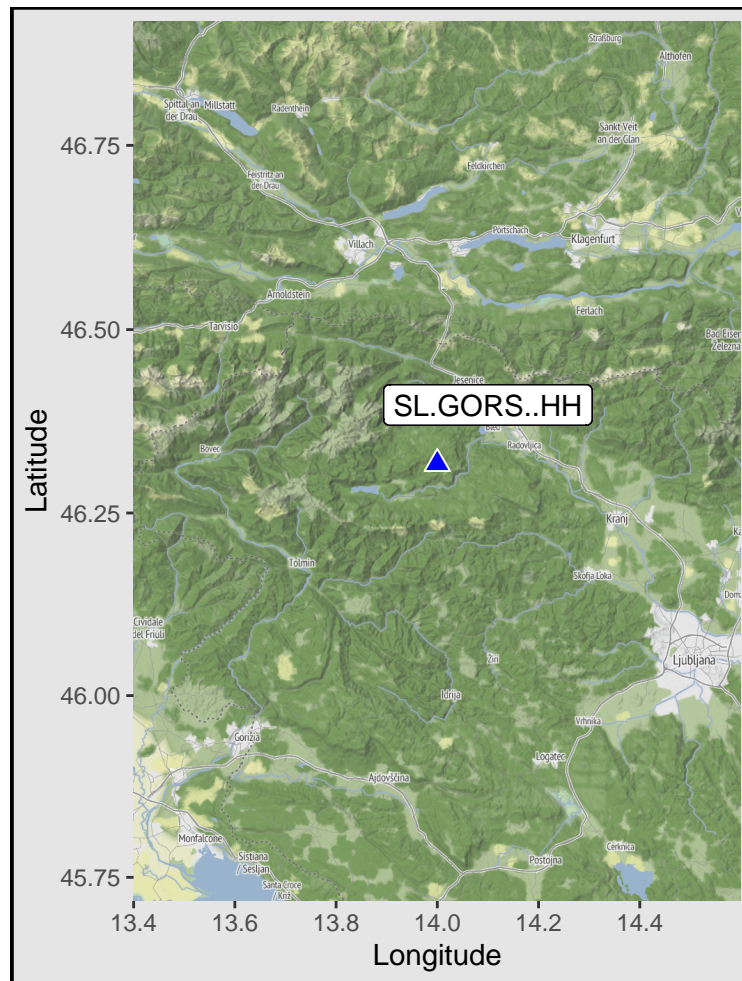 Straßburg
Althofen
Spittal an
der Drau
Millstatt
Radenthein
Sankt Veit
an der Glan
46.75
Feldkirchen
Feistritz an
der Drau
Villach
Pörtschach
Klagenfurt
Arnoldstein
Ferlach
46.50
Tarvisio
Bad Eisen
Železna
Jesenice
SL.GORS..HH
Bled
Radovljica
Bovec
Latitude
46.25
Kranj
Tolmin
Škofja Loka
Cividale
del Friuli
Ljubljana
Žiri
46.00
Idrija
Vrhnika
Gorizia
Logatec
Ajdovščina
Monfalcone
Sistiana
Sesljan
Postojna
Cerknica
Santa Croce
Križ
45.75
13.4
13.6
13.8
14.0
14.2
14.4
Longitude